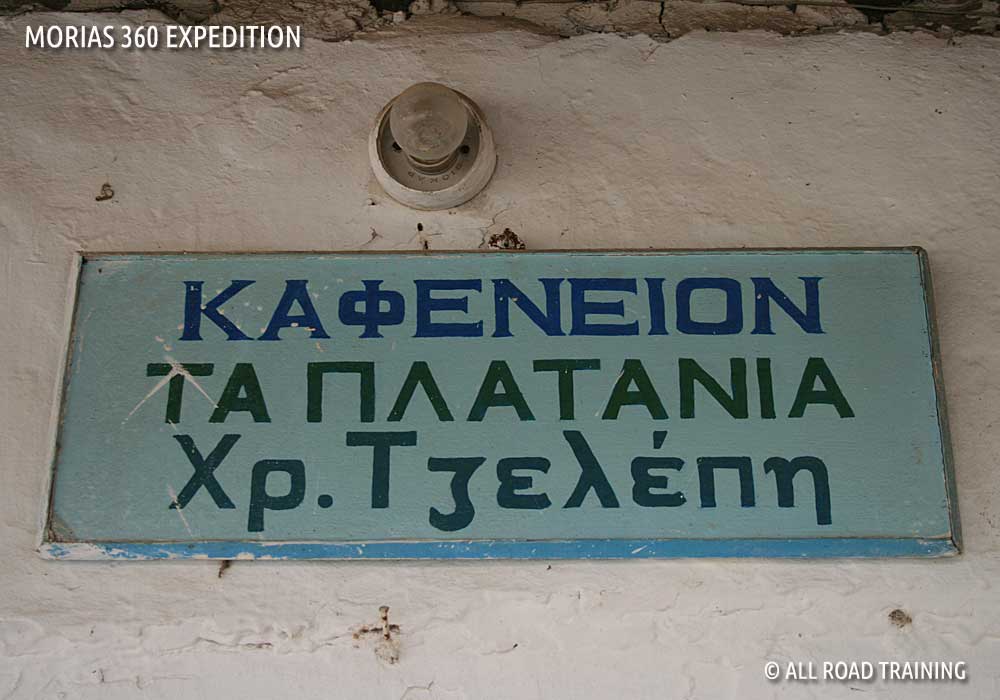 MORIAS 360 EXPEDITION
ΚΑΦΕΝΕΙΟΝ
ΤΑ ΠΛΑΤΑΝΙΑ
Χρ. Τζελέπη
© ALL ROAD TRAINING